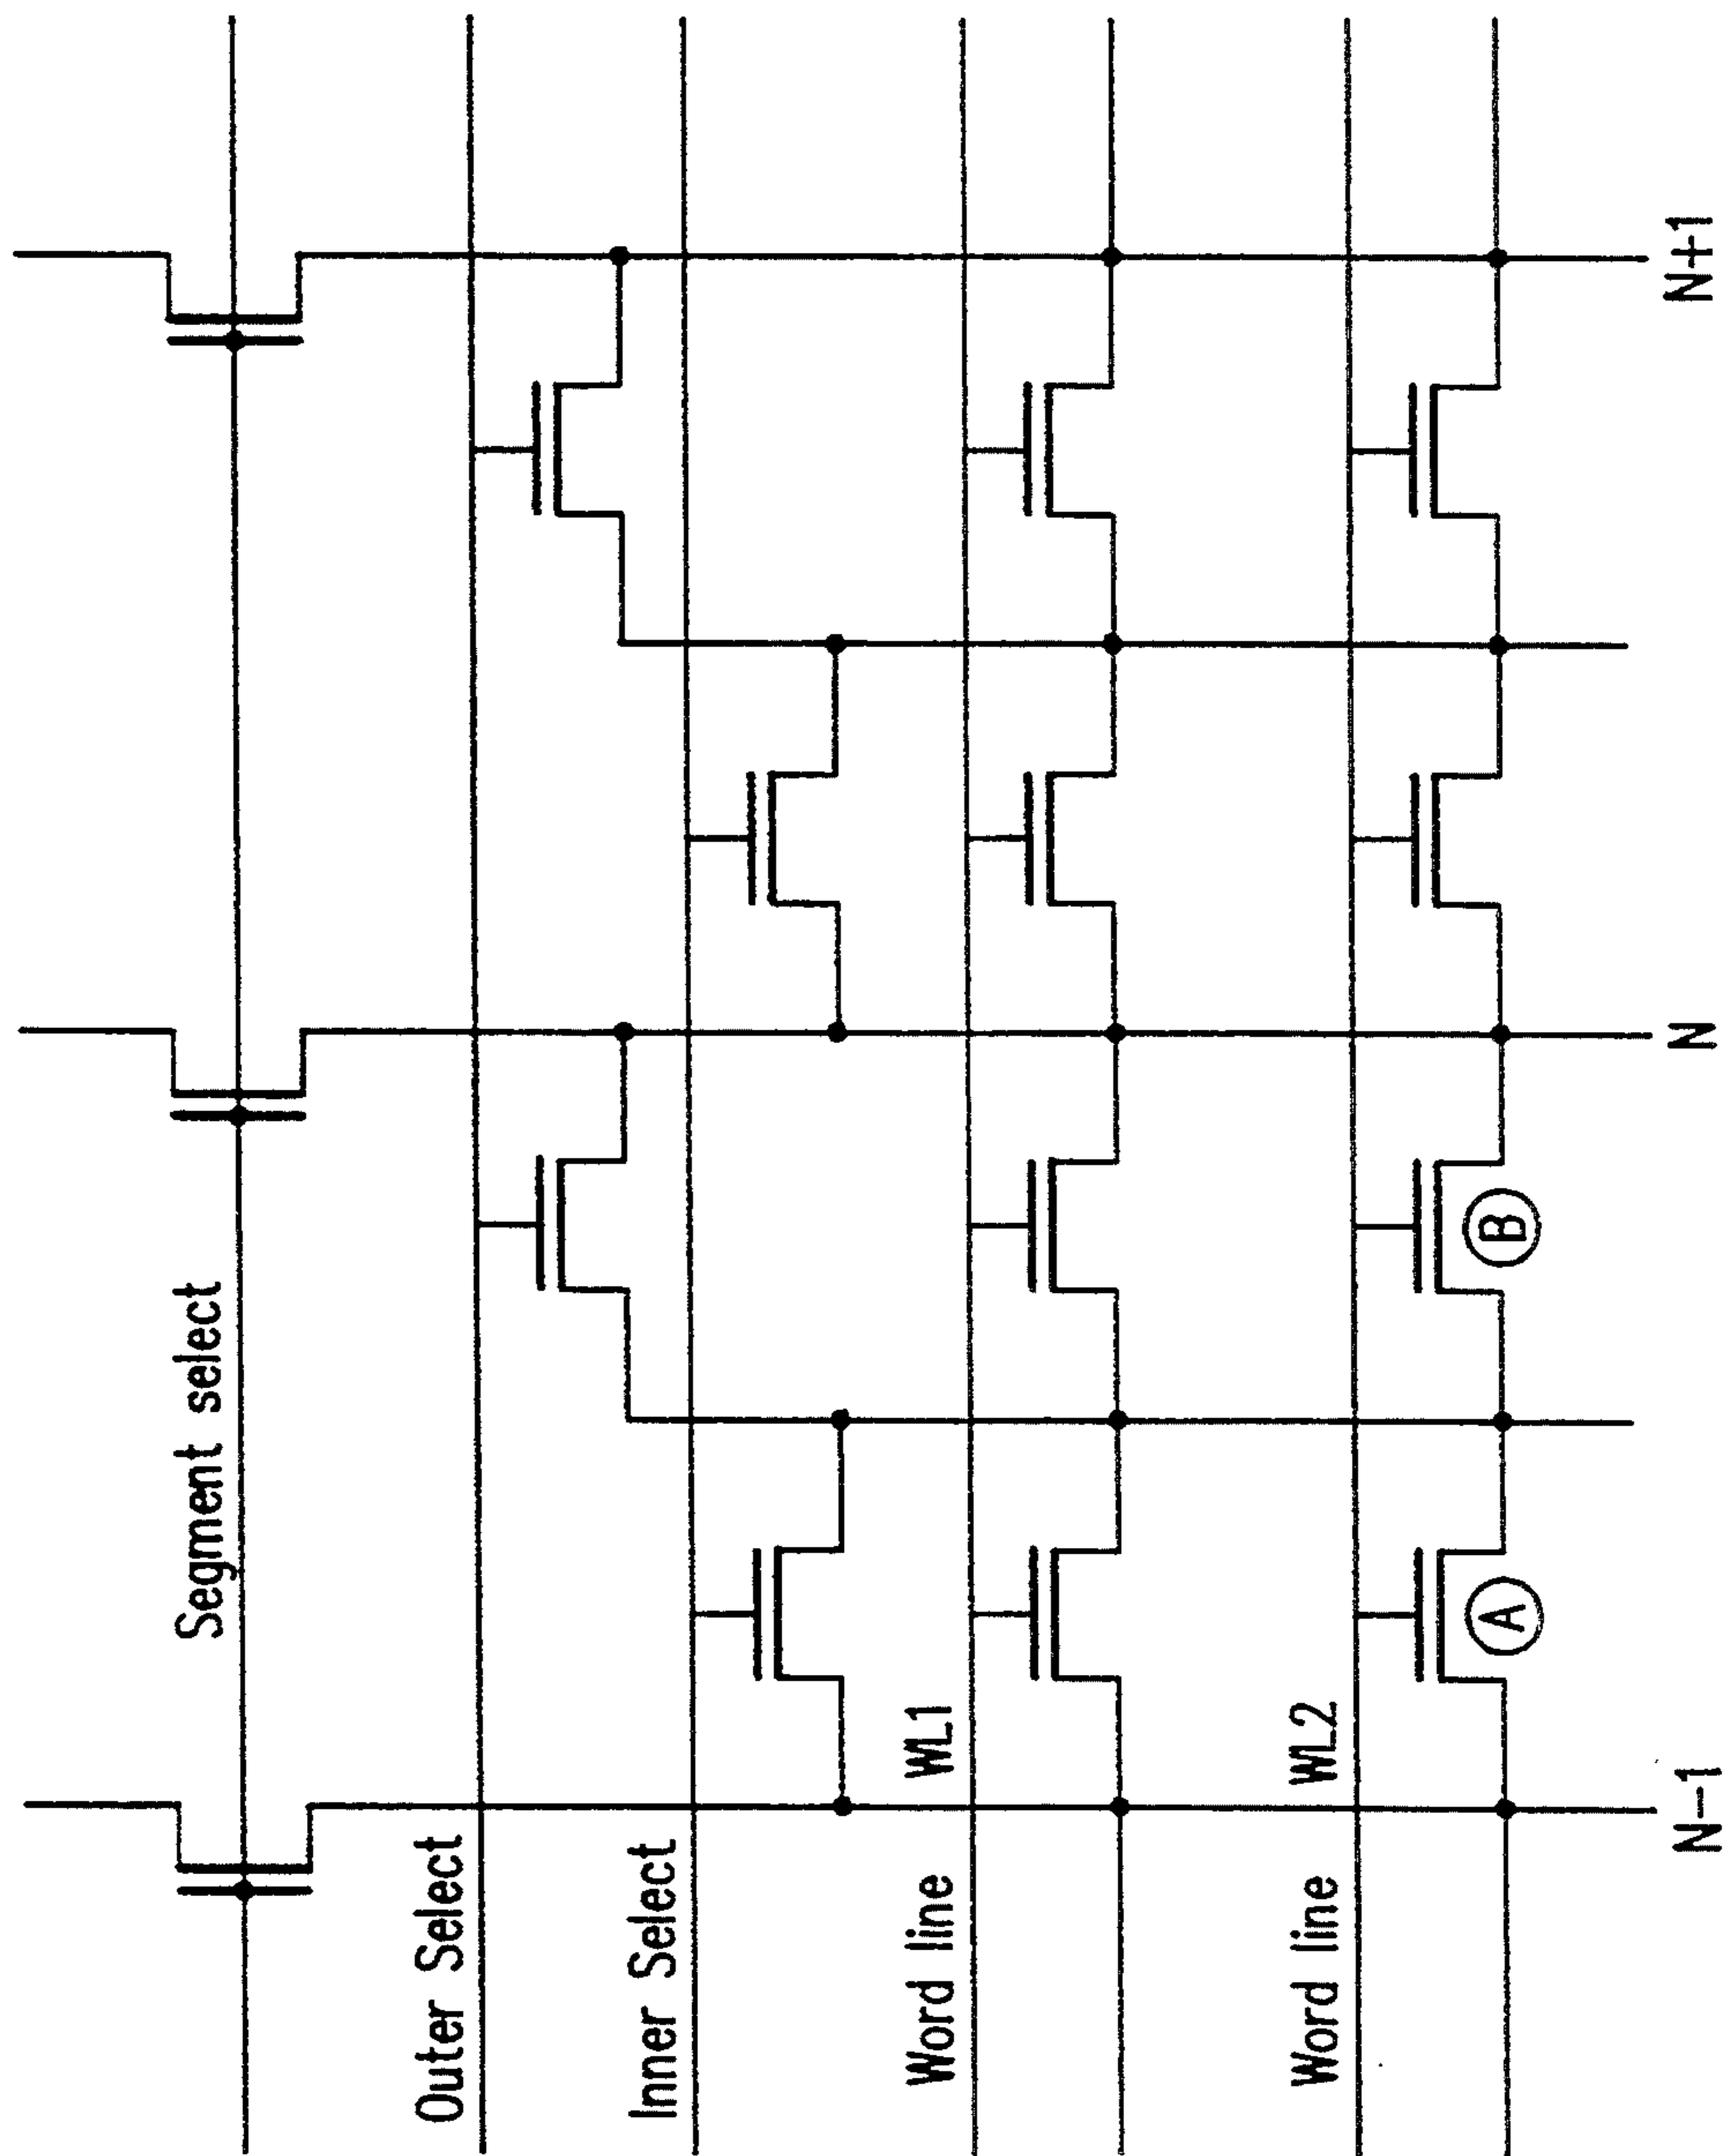 Segment select
Outer Select
Inner Select
Word line WL1
Word line WL2
A
B
N-1
N
N+1